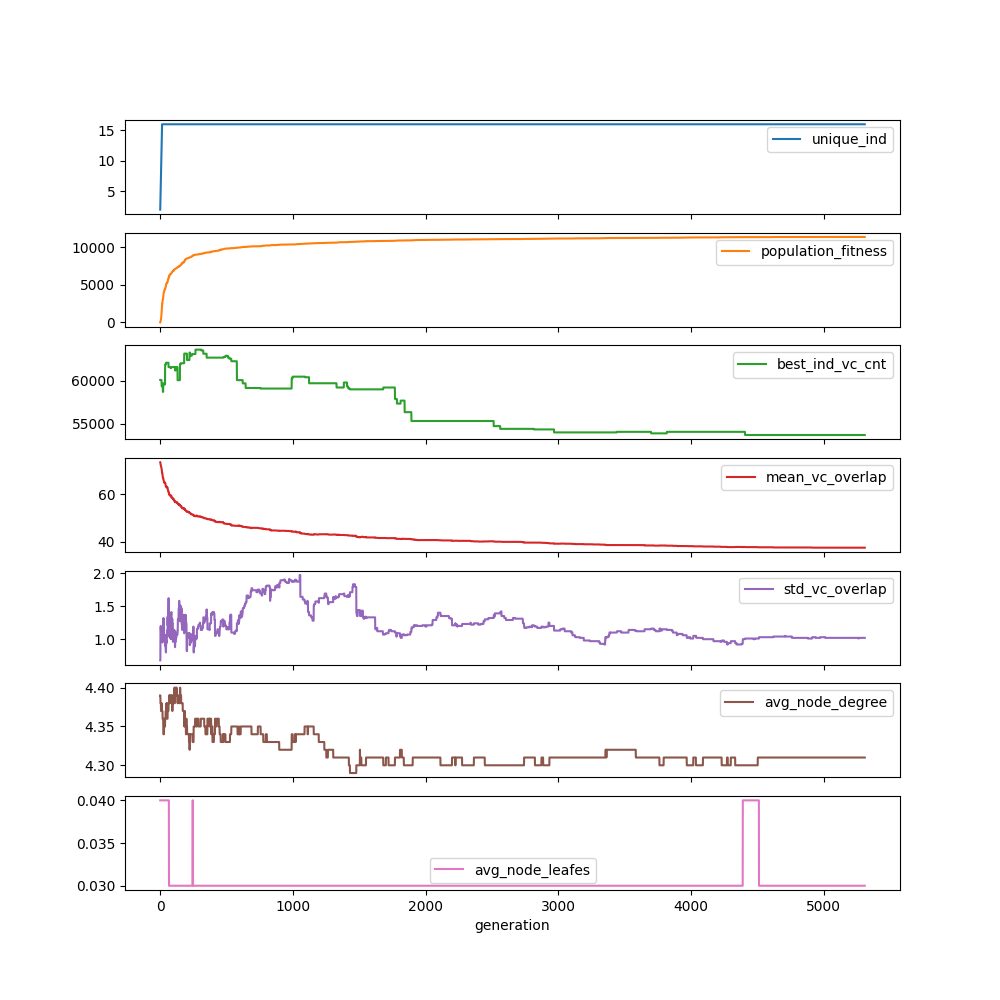 15
10
5
unique_ind
10000
5000
0
population_fitness
60000
55000
best_ind_vc_cnt
60
40
mean_vc_overlap
2.0
1.5
1.0
std_vc_overlap
4.40
4.35
4.30
avg_node_degree
0.040
0.035
0.030
avg_node_leafes
0 1000 2000 3000 4000 5000
generation